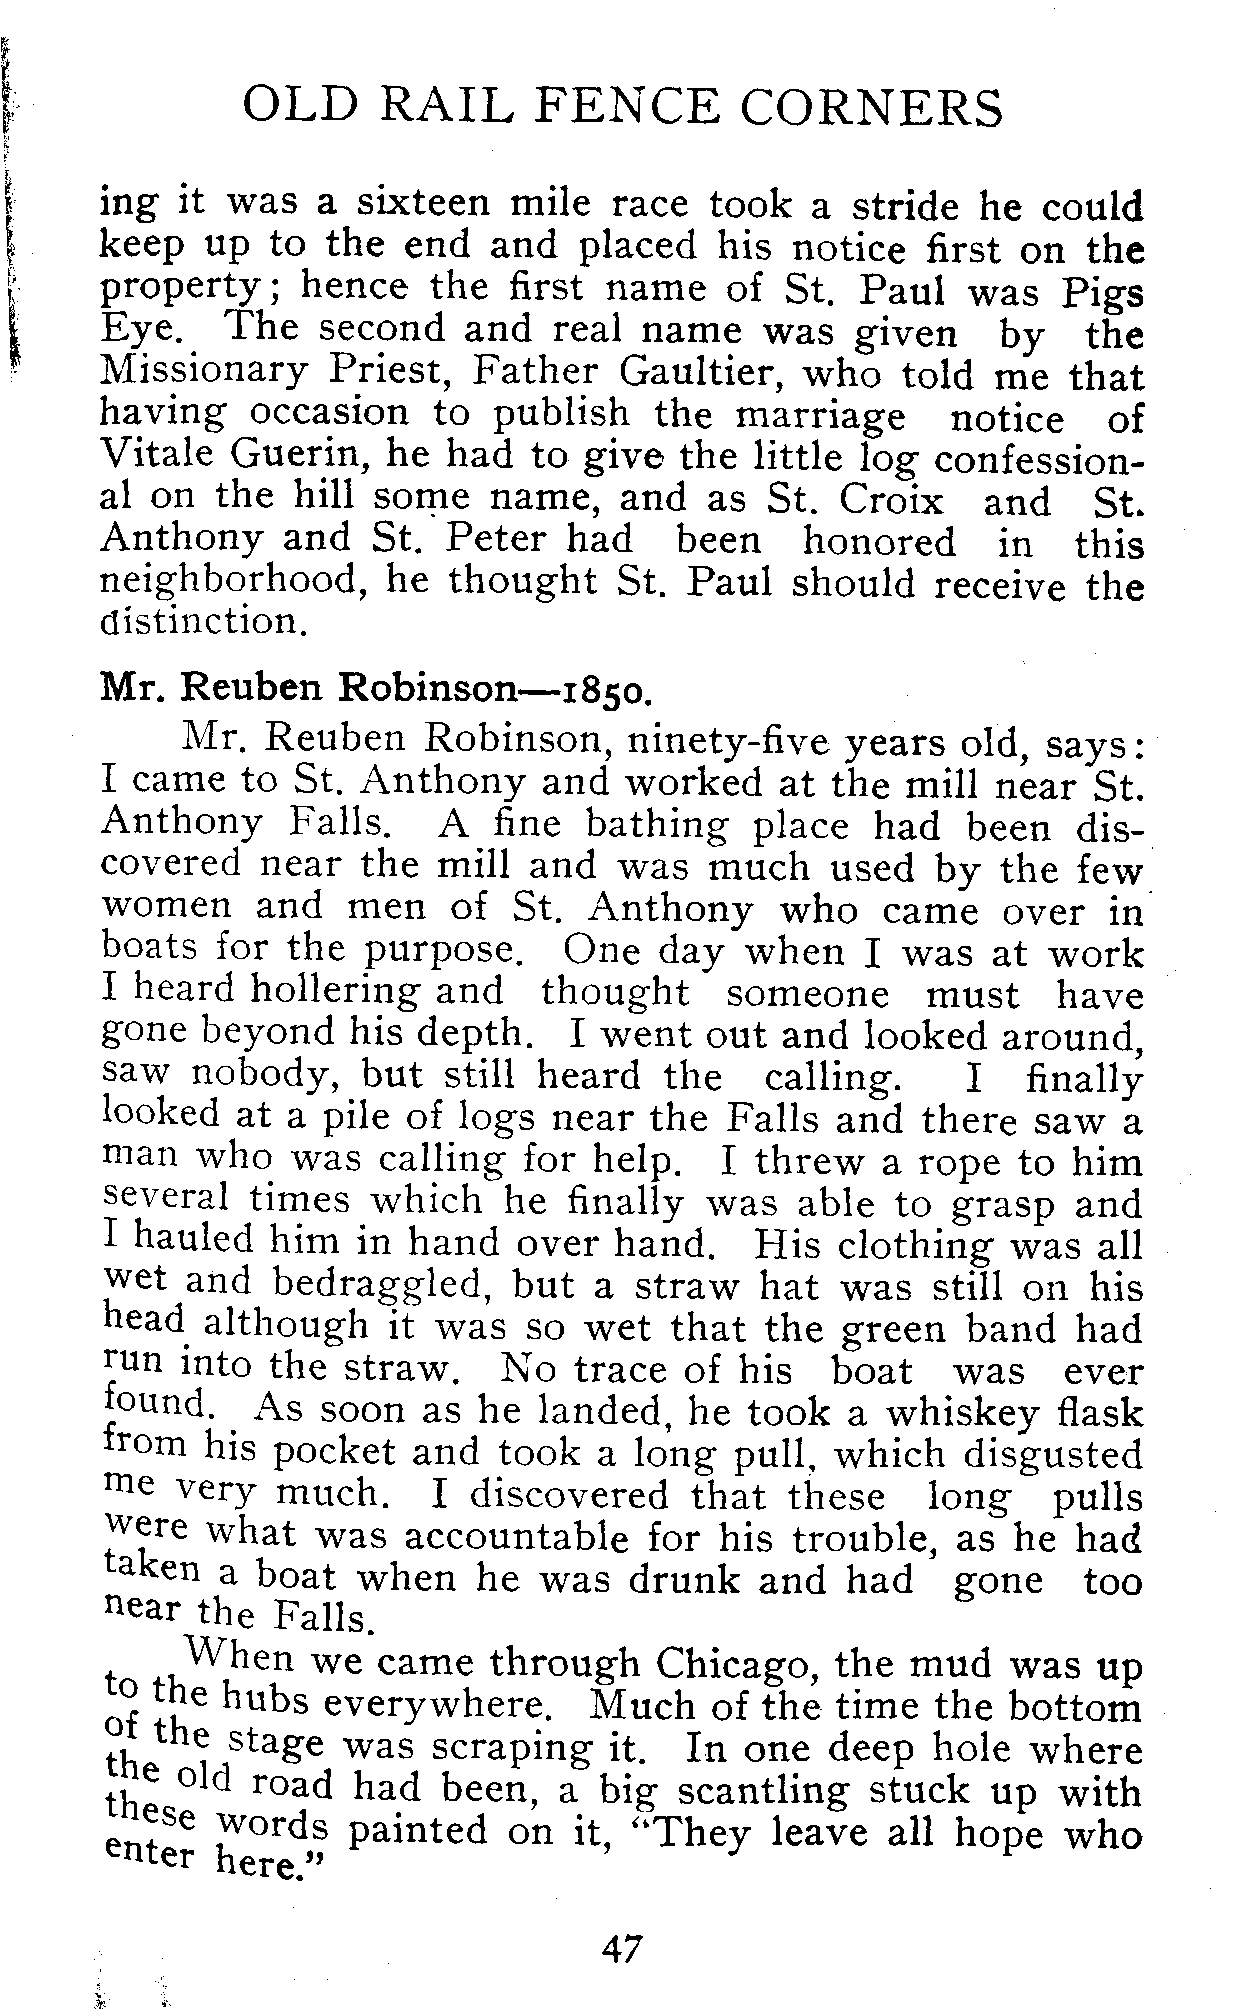 OLD RAIL FENCE CORNERS
ing it was a sixteen mile race took a stride he could
keep up to the end and placed his notice first on the
property; hence the first name of St. Paul was Pigs
Eye. The second and real name was given by the
Missionary Priest, Father Gaultier, who told me that
having occasion to publish the marriage notice of
Vitale Guerin, he had to give the little log confession-
al on the hill some name, and as St. Croix and St.
Anthony and St. Peter had been honored in this
neighborhood, he thought St. Paul should receive the
distinction.
Mr. Reuben Robinson—1850.
Mr. Reuben Robinson, ninety-five years old, says:
I came to St. Anthony and worked at the mill near St.
Anthony Falls. A fine bathing place had been dis-
covered near the mill and was much used by the few
women and men of St. Anthony who came over in
boats for the purpose. One day when I was at work
I heard hollering and thought someone must have
gone beyond his depth. I went out and looked around,
saw nobody, but still heard the calling. I finally
looked at a pile of logs near the Falls and there saw a
man who was calling for help. I threw a rope to him
several times which he finally was able to grasp and
I hauled him in hand over hand. His clothing was all
wet and bedraggled, but a straw hat was still on his
head although it was so wet that the green band had
run into the straw. No trace of his boat was ever
found. As soon as he landed, he took a whiskey flask
from his pocket and took a long pull, which disgusted
me very much. I discovered that these long pulls
were what was accountable for his trouble, as he had
taken a boat when he was drunk and had gone too
near the Falls.
When we came through Chicago, the mud was up
to the hubs everywhere. Much of the time the bottom
of the stage was scraping it. In one deep hole where
the old road had been, a big scantling stuck up with
these words painted on it, "They leave all hope who
enter here."
47